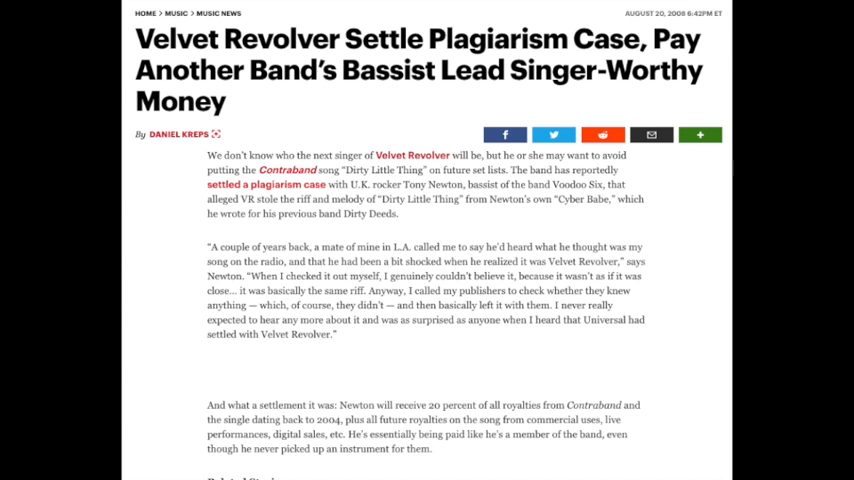 HOME > MUSIC > MUSIC NEWS
AUGUST 20, 2008 6:42PM ET
Velvet Revolver Settle Plagiarism Case, Pay
Another Band's Bassist Lead Singer-Worthy
Money
By DANIEL KREPS
We don't know who the next singer of Velvet Revolver will be, but he or she may want to avoid
putting the Contraband song "Dirty Little Thing" on future set lists. The band has reportedly
settled a plagiarism case with U.K. rocker Tony Newton, bassist of the band Voodoo Six, that
alleged VR stole the riff and melody of "Dirty Little Thing" from Newton's own "Cyber Babe," which
he wrote for his previous band Dirty Deeds.
"A couple of years back, a mate of mine in L.A. called me to say he'd heard what he thought was my
song on the radio, and that he had been a bit shocked when he realized it was Velvet Revolver," says
Newton. "When I checked it out myself, I genuinely couldn't believe it, because it wasn't as if it was
close... it was basically the same riff. Anyway, I called my publishers to check whether they knew
anything — which, of course, they didn't — and then basically left it with them. I never really
expected to hear any more about it and was as surprised as anyone when I heard that Universal had
settled with Velvet Revolver."
And what a settlement it was: Newton will receive 20 percent of all royalties from Contraband and
the single dating back to 2004, plus all future royalties on the song from commercial uses, live
performances, digital sales, etc. He's essentially being paid like he's a member of the band, even
though he never picked up an instrument for them.